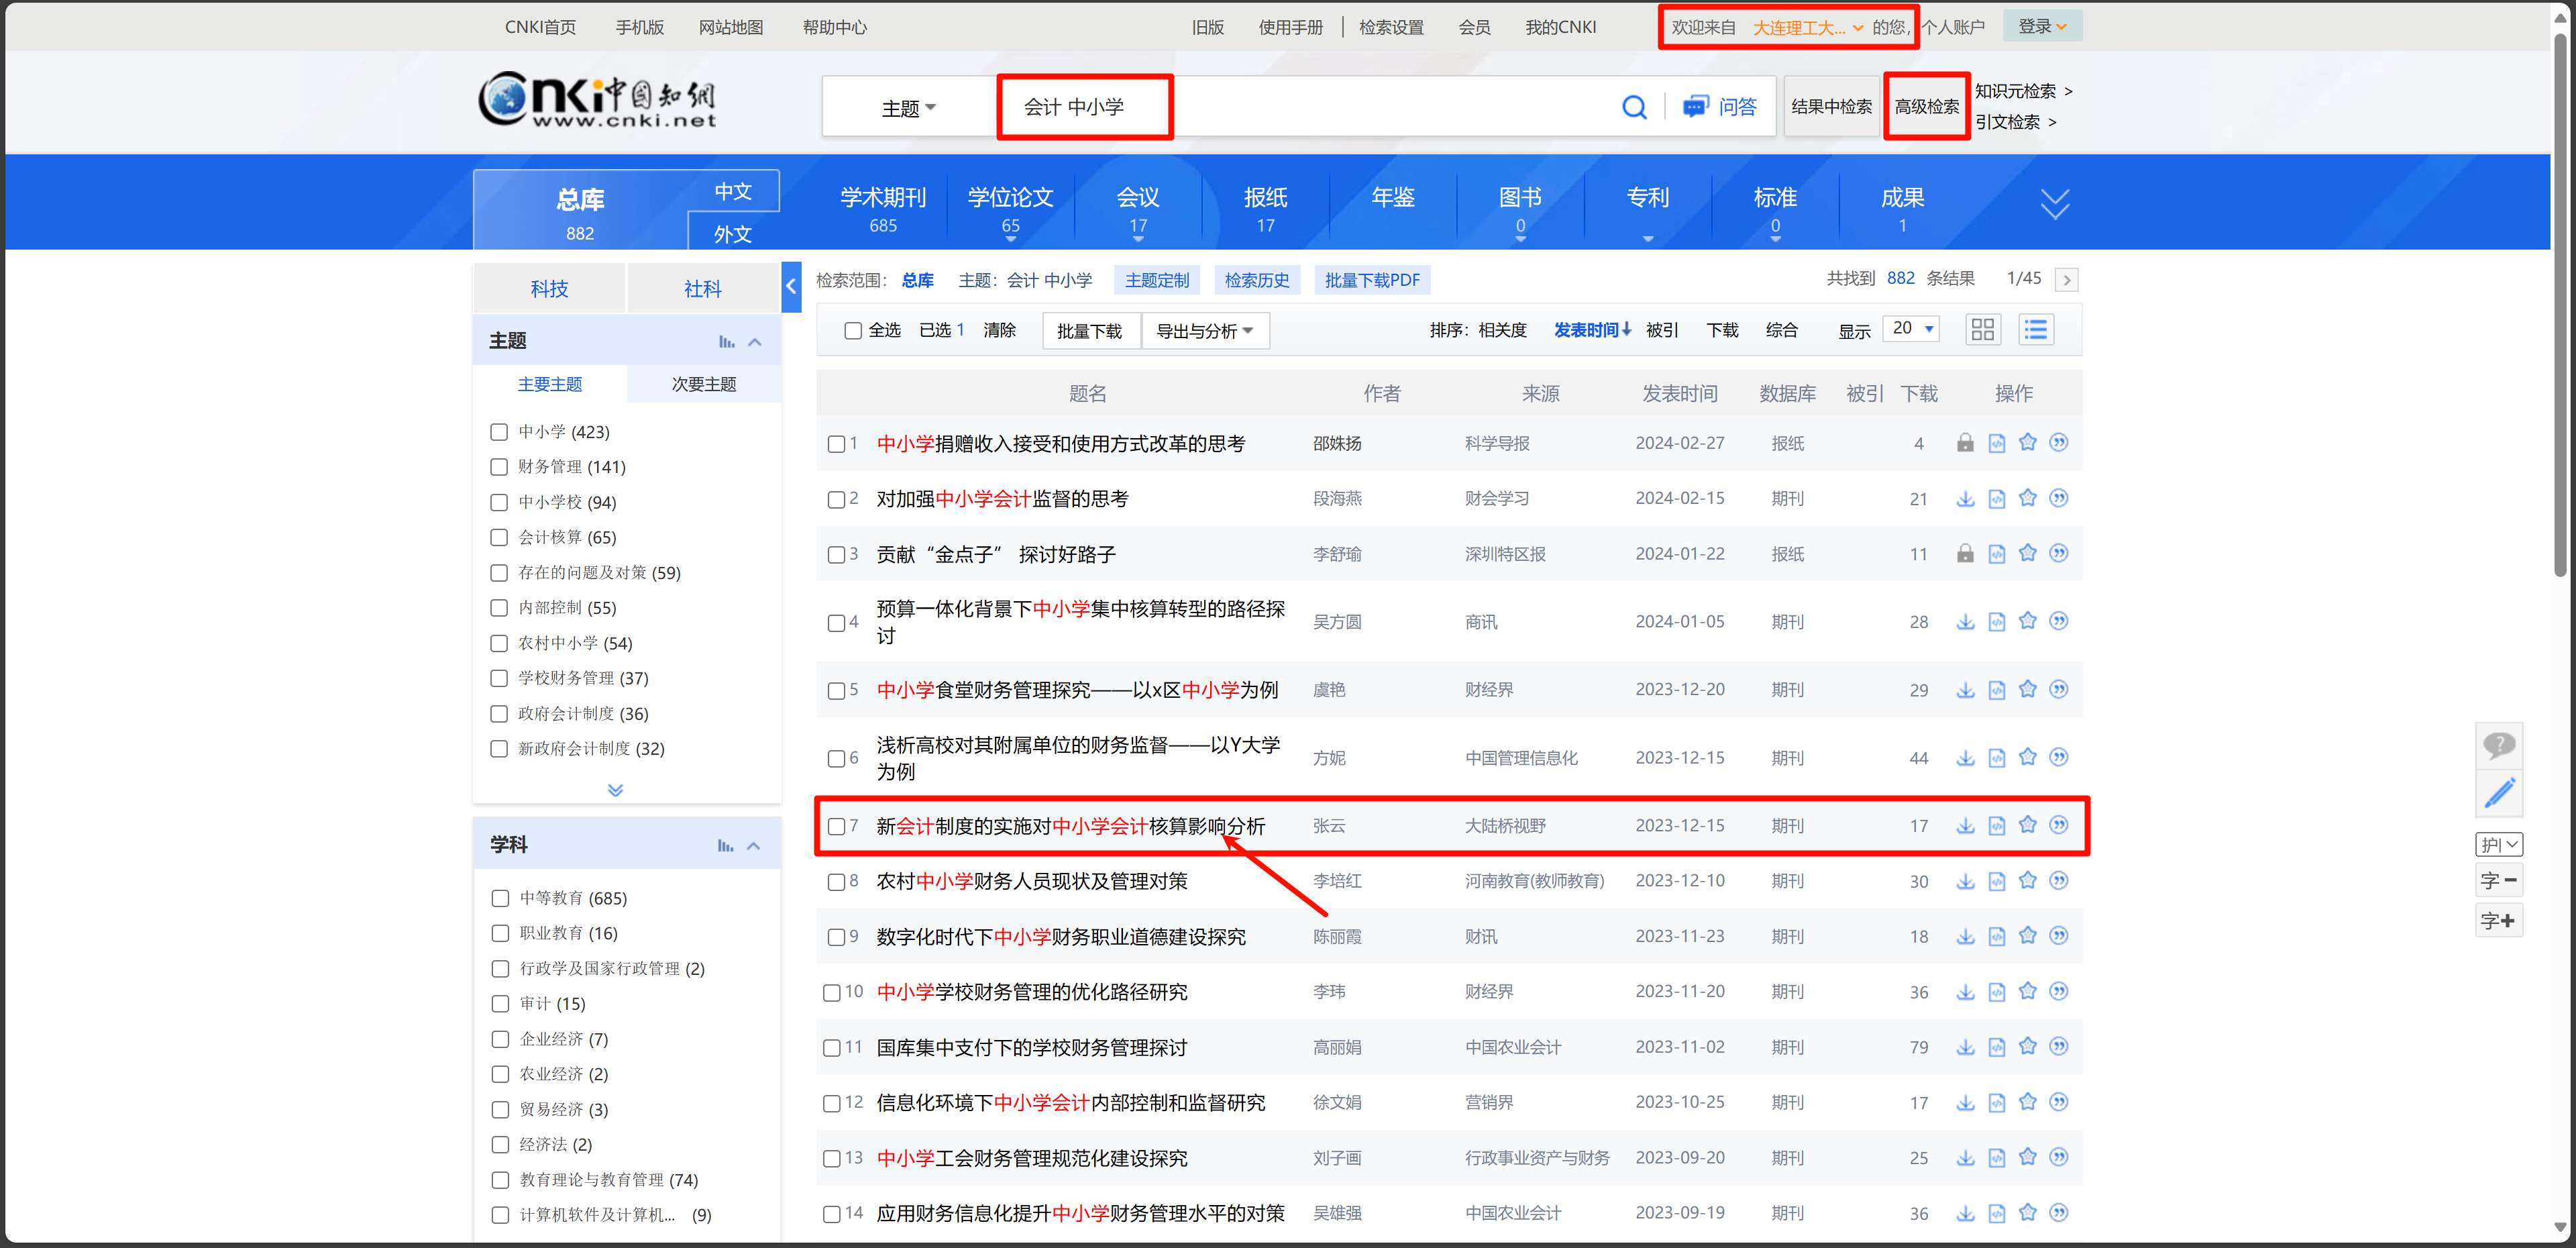 CNKI首页 手机版 网站地图 帮助中心 旧版 使用手册 检索设置 会员 我的CNKI 欢迎来自 大连理工大... 的您, 个人账户 登录
Cnki中国知网
www.cnki.net
主题 会计 中小学 问答 结果中检索 高级检索 知识元检索 >
引文检索 >
总库 882 中文 外文
学术期刊 685
学位论文 65
会议 17
报纸 17
年鉴
图书 0
专利
标准 0
成果 1
科技 社科
检索范围: 总库 主题: 会计 中小学 主题定制 检索历史 批量下载PDF 共找到 882 条结果 1/45 >
全选 已选 1 清除 批量下载 导出与分析 排序: 相关度 发表时间↓ 被引 下载 综合 显示 20
主题
主要主题 次要主题
中小学 (423)
财务管理 (141)
中小学校 (94)
会计核算 (65)
存在的问题及对策 (59)
内部控制 (55)
农村中小学 (54)
学校财务管理 (37)
政府会计制度 (36)
新政府会计制度 (32)
学科
中等教育 (685)
职业教育 (16)
行政学及国家行政管理 (2)
审计 (15)
企业经济 (7)
农业经济 (2)
贸易经济 (3)
经济法 (2)
教育理论与教育管理 (74)
计算机软件及计算机... (9)
题名 作者 来源 发表时间 数据库 被引 下载 操作
1 中小学捐赠收入接受和使用方式改革的思考 邵姝扬 科学导报 2024-02-27 报纸 4
2 对加强中小学会计监督的思考 段海燕 财会学习 2024-02-15 期刊 21
3 贡献“金点子” 探讨好路子 李舒瑜 深圳特区报 2024-01-22 报纸 11
4 预算一体化背景下中小学集中核算转型的路径探
讨 吴方圆 商讯 2024-01-05 期刊 28
5 中小学食堂财务管理探究——以x区中小学为例 虞艳 财经界 2023-12-20 期刊 29
6 浅析高校对其附属单位的财务监督——以Y大学
为例 方妮 中国管理信息化 2023-12-15 期刊 44
7 新会计制度的实施对中小学会计核算影响分析 张云 大陆桥视野 2023-12-15 期刊 17
8 农村中小学财务人员现状及管理对策 李培红 河南教育(教师教育) 2023-12-10 期刊 30
9 数字化时代下中小学财务职业道德建设探究 陈丽霞 财讯 2023-11-23 期刊 18
10 中小学学校财务管理的优化路径研究 李玮 财经界 2023-11-20 期刊 36
11 国库集中支付下的学校财务管理探讨 高丽娟 中国农业会计 2023-11-02 期刊 79
12 信息化环境下中小学会计内部控制和监督研究 徐文娟 营销界 2023-10-25 期刊 17
13 中小学工会财务管理规范化建设探究 刘子画 行政事业资产与财务 2023-09-20 期刊 25
14 应用财务信息化提升中小学财务管理水平的对策 吴雄强 中国农业会计 2023-09-19 期刊 36
护
字-
字+